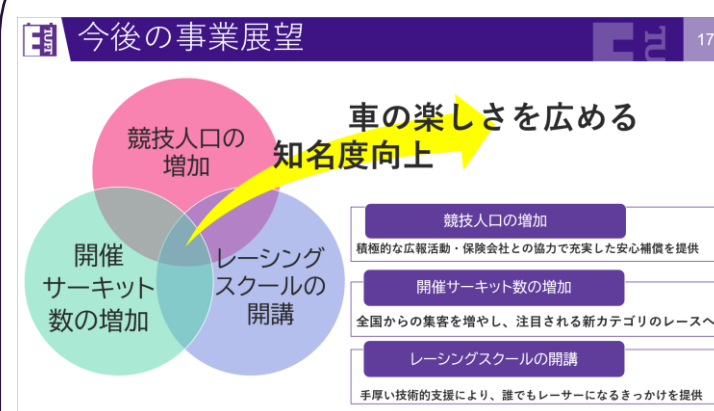 E TUST 今後の事業展望
E TU 17
競技人口の
増加
開催
サーキット
数の増加
レーシング
スクールの
開講
車の楽しさを広める
知名度向上
競技人口の増加
積極的な広報活動・保険会社との協力で充実した安心補償を提供
開催サーキット数の増加
全国からの集客を増やし、注目される新カテゴリのレースへ
レーシングスクールの開講
手厚い技術的支援により、誰でもレーサーになるきっかけを提供